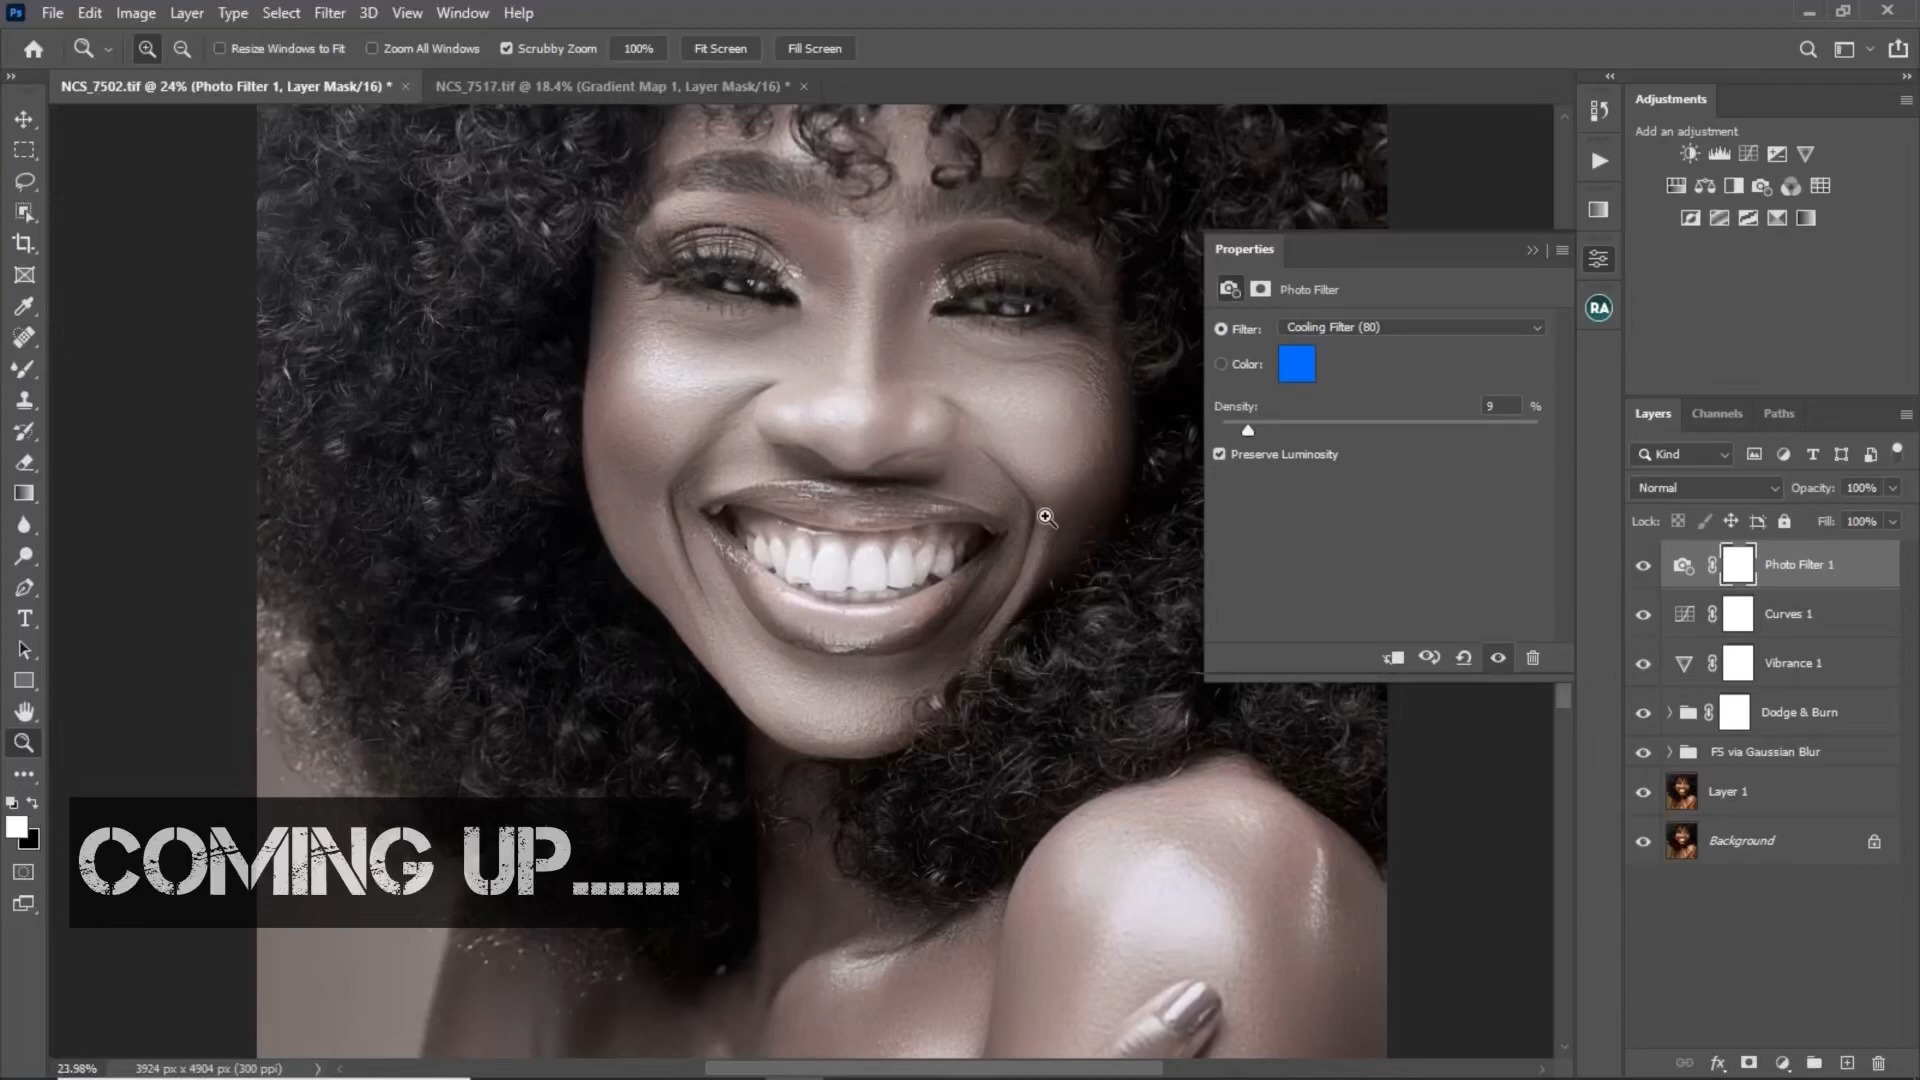 Ps File Edit Image Layer Type Select Filter 3D View Window Help
Resize Windows to Fit Zoom All Windows Scrubby Zoom 100% Fit Screen Fill Screen
NCS_7502.tif @ 24% (Photo Filter 1, Layer Mask/16) * NCS_7517.tif @ 18.4% (Gradient Map 1, Layer Mask/16) *
Adjustments
Add an adjustment
Properties
Photo Filter
Filter: Cooling Filter (80)
Color:
Density: 9 %
Preserve Luminosity
RA
Layers Channels Paths
Kind
Normal Opacity: 100%
Lock: Fill: 100%
Photo Filter 1
Curves 1
Vibrance 1
Dodge & Burn
FS via Gaussian Blur
Layer 1
Background
COMING UP......
23.98% 3924 px x 4904 px (300 ppi)
fx